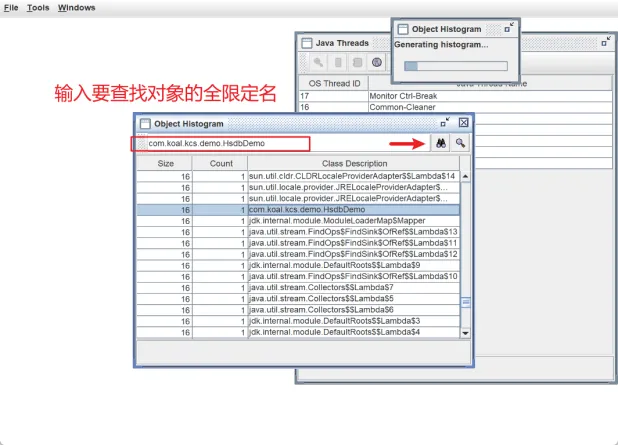 File Tools Windows
Object Histogram
Generating histogram...
Java Threads
OS Thread ID
Java Thread Name
17 Monitor Ctrl-Break
16 Common-Cleaner
输入要查找对象的全限定名
Object Histogram
com.koal.kcs.demo.HsdbDemo
Size Count Class Description
16 1 sun.util.cldr.CLDRLocaleProviderAdapter$$Lambda$14
16 1 sun.util.locale.provider.JRELocaleProviderAdapter$...
16 1 sun.util.locale.provider.JRELocaleProviderAdapter$...
16 1 com.koal.kcs.demo.HsdbDemo
16 1 jdk.internal.module.ModuleLoaderMap$Mapper
16 1 java.util.stream.FindOps$FindSink$OfRef$$Lambda$13
16 1 java.util.stream.FindOps$FindSink$OfRef$$Lambda$11
16 1 java.util.stream.FindOps$FindSink$OfRef$$Lambda$12
16 1 jdk.internal.module.DefaultRoots$$Lambda$9
16 1 java.util.stream.FindOps$FindSink$OfRef$$Lambda$10
16 1 java.util.stream.Collectors$$Lambda$7
16 1 java.util.stream.Collectors$$Lambda$5
16 1 java.util.stream.Collectors$$Lambda$6
16 1 jdk.internal.module.DefaultRoots$$Lambda$3
16 1 jdk.internal.module.DefaultRoots$$Lambda$4